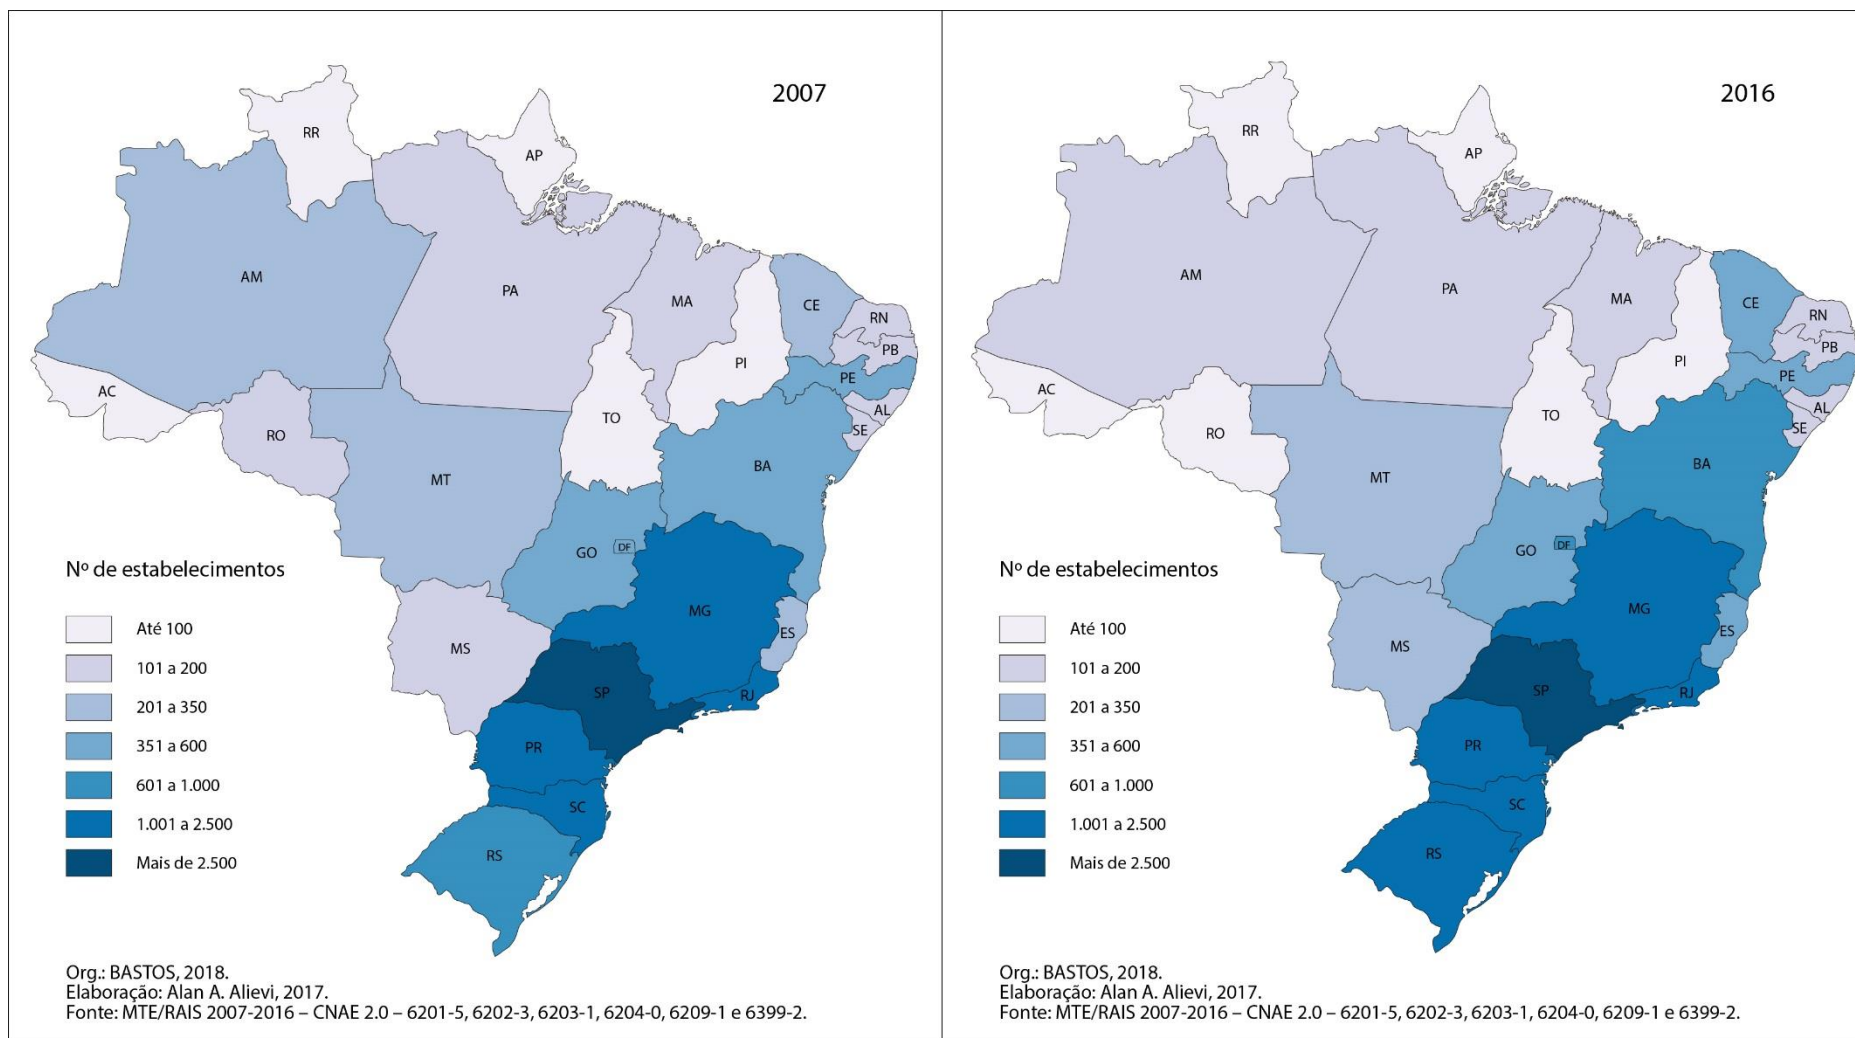 2007
RR
AP
AM
PA
MA
CE
RN
PB
PI
PE
AC
TO
AL
RO
SE
BA
MT
GO
DF
MG
ES
MS
SP
RJ
PR
SC
RS
Nº de estabelecimentos
Até 100
101 a 200
201 a 350
351 a 600
601 a 1.000
1.001 a 2.500
Mais de 2.500
Org.: BASTOS, 2018.
Elaboração: Alan A. Alievi, 2017.
Fonte: MTE/RAIS 2007-2016 – CNAE 2.0 – 6201-5, 6202-3, 6203-1, 6204-0, 6209-1 e 6399-2.
2016
RR
AP
AM
PA
MA
CE
RN
PB
PI
PE
AC
TO
AL
RO
SE
BA
MT
GO
DF
MG
ES
MS
SP
RJ
PR
SC
RS
Nº de estabelecimentos
Até 100
101 a 200
201 a 350
351 a 600
601 a 1.000
1.001 a 2.500
Mais de 2.500
Org.: BASTOS, 2018.
Elaboração: Alan A. Alievi, 2017.
Fonte: MTE/RAIS 2007-2016 – CNAE 2.0 – 6201-5, 6202-3, 6203-1, 6204-0, 6209-1 e 6399-2.